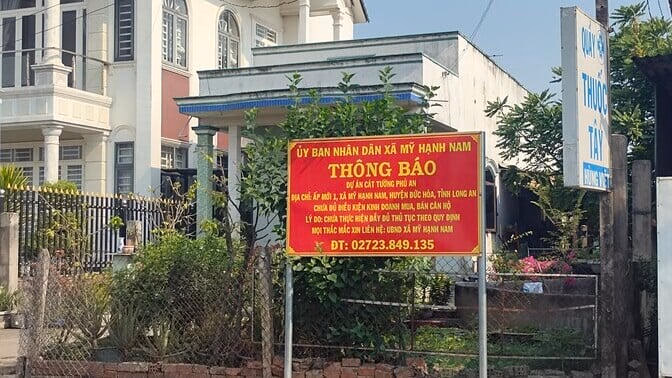 ỦY BAN NHÂN DÂN XÃ MỸ HẠNH NAM
THÔNG BÁO
DỰ ÁN CÁT TƯỜNG PHÚ AN
ĐỊA CHỈ: ẤP MỚI 1, XÃ MỸ HẠNH NAM, HUYỆN ĐỨC HÒA, TỈNH LONG AN
CHƯA ĐỦ ĐIỀU KIỆN KINH DOANH MUA, BÁN CĂN HỘ
LÝ DO: CHƯA THỰC HIỆN ĐẦY ĐỦ THỦ TỤC THEO QUY ĐỊNH
MỌI THẮC MẮC XIN LIÊN HỆ: UBND XÃ MỸ HẠNH NAM
ĐT: 02723.849.135
QUẦY
THUỐC
TÂY